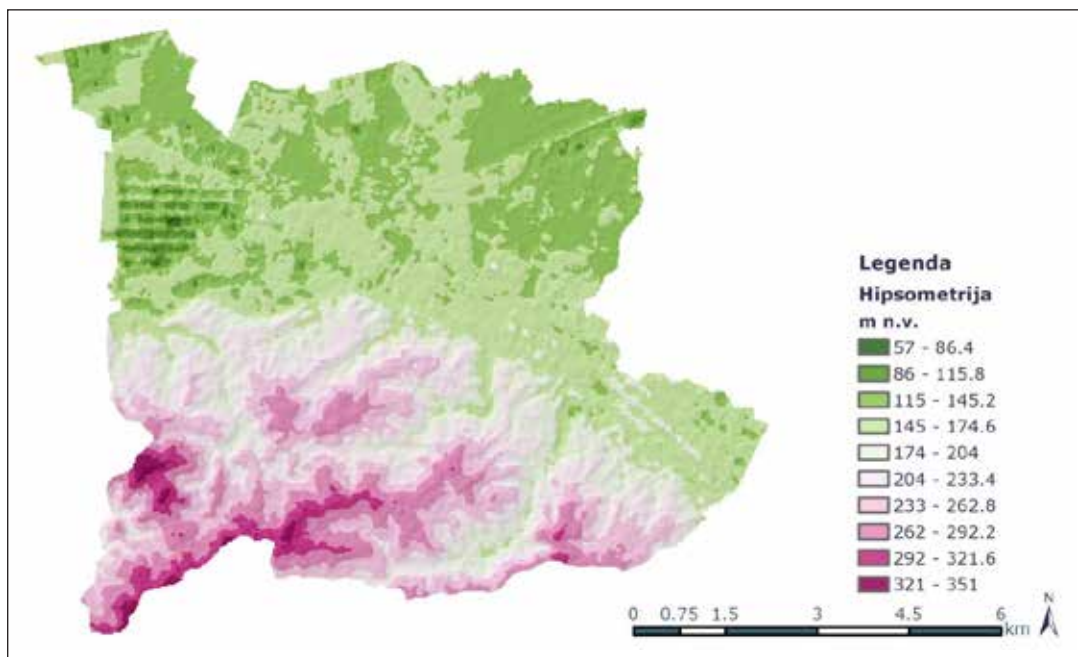 Legenda
Hipsometrija
m n.v.
57 - 86.4
86 - 115.8
115 - 145.2
145 - 174.6
174 - 204
204 - 233.4
233 - 262.8
262 - 292.2
292 - 321.6
321 - 351
N
0 0.75 1.5 3 4.5 6
km